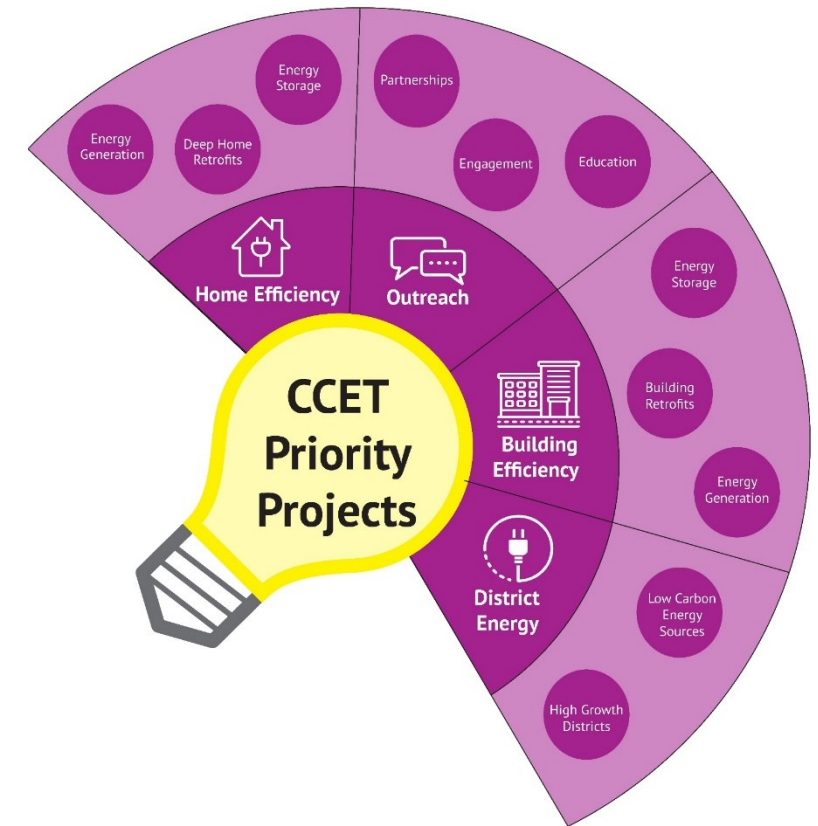 Energy
Storage
Partnerships
Energy
Generation
Deep Home
Retrofits
Engagement
Education
Home Efficiency
Outreach
Energy
Storage
Building
Retrofits
Energy
Generation
Building
Efficiency
CCET
Priority
Projects
District
Energy
Low Carbon
Energy
Sources
High Growth
Districts